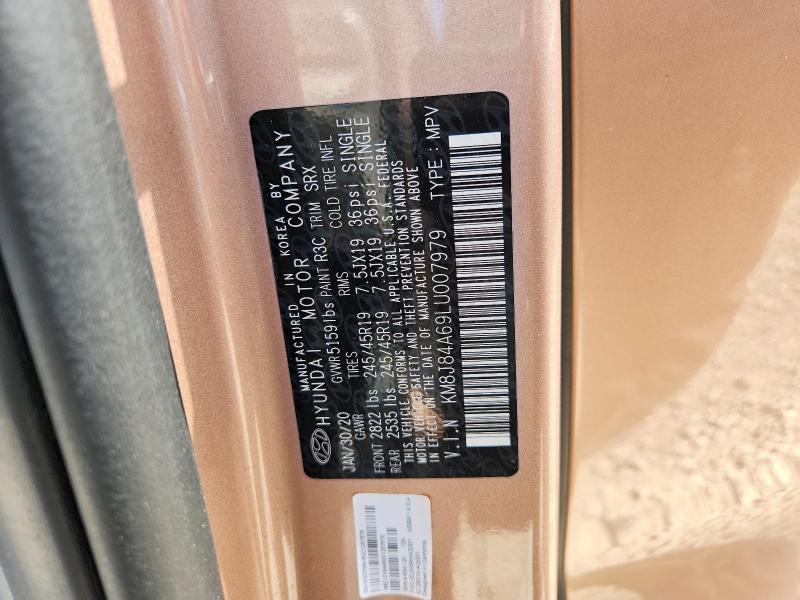 MANUFACTURED IN KOREA BY
HYUNDAI MOTOR COMPANY
JAN/30/20 GVWR 5159 lbs PAINT R3C TRIM SRX
GAWR TIRES RIMS COLD TIRE INFL
FRONT 2822 lbs 245/45R19 7.5JX19 36psi SINGLE
REAR 2535 lbs 245/45R19 7.5JX19 36psi SINGLE
THIS VEHICLE CONFORMS TO ALL APPLICABLE U.S.A. FEDERAL
MOTOR VEHICLE SAFETY AND THEFT PREVENTION STANDARDS
IN EFFECT ON THE DATE OF MANUFACTURE SHOWN ABOVE
V.I.N KM8J84A69LU007979 TYPE : MPV